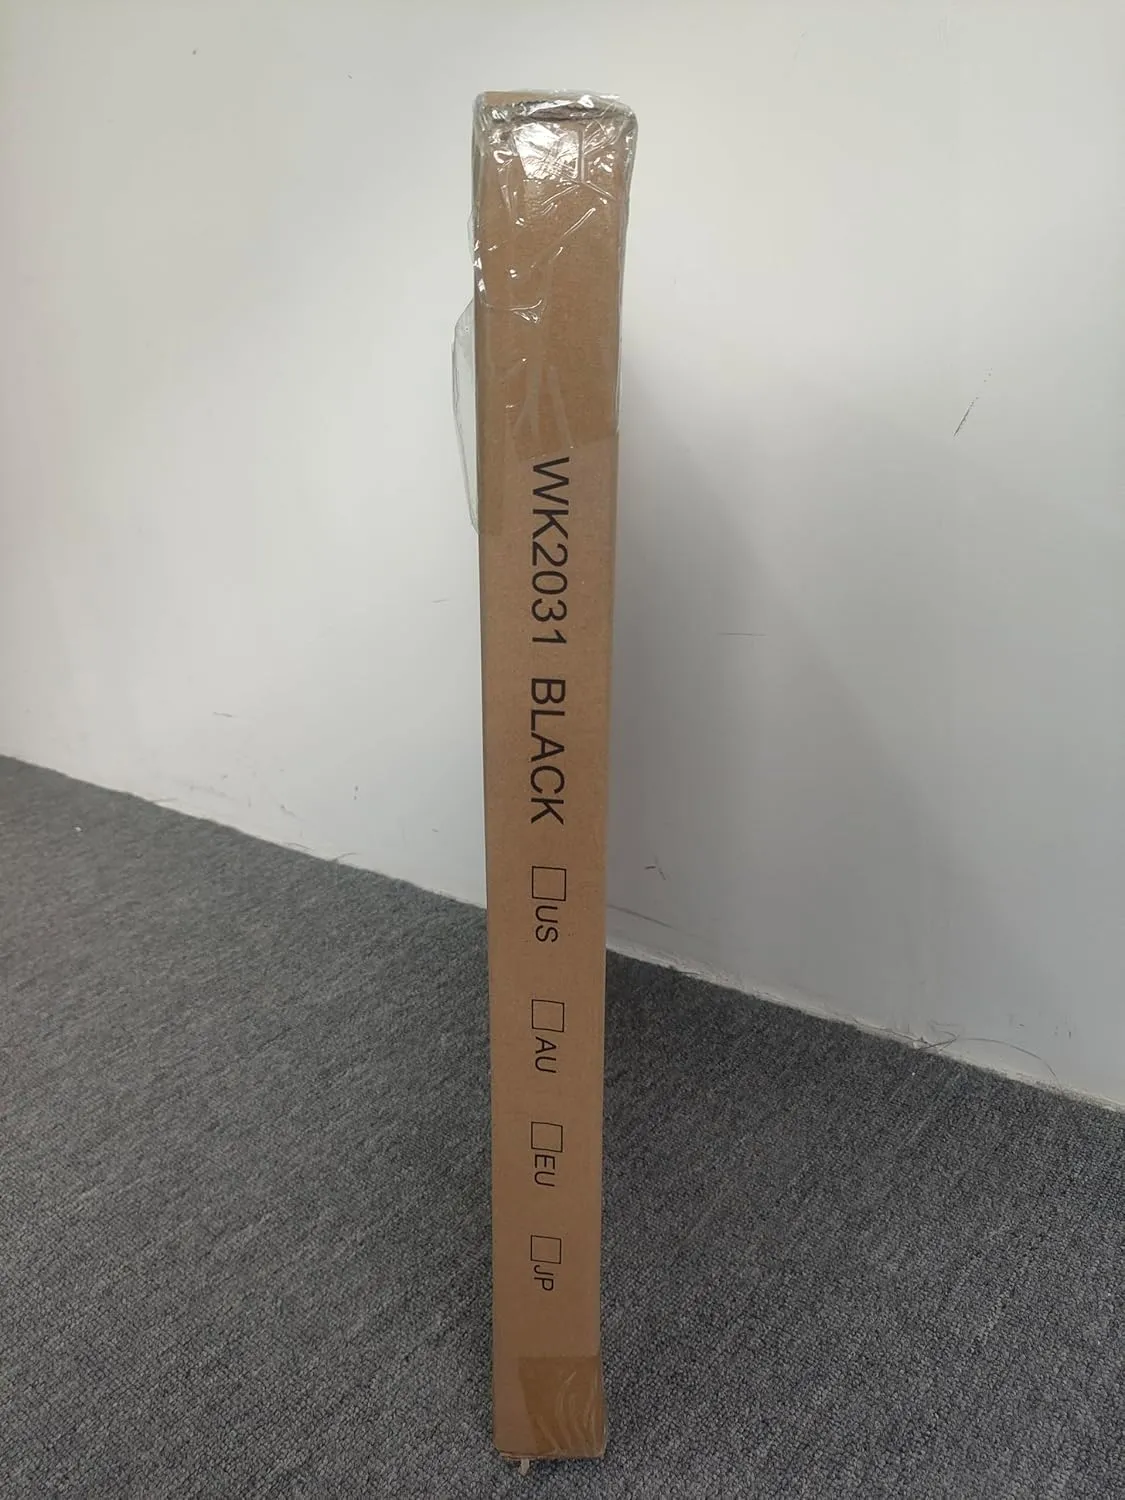 WK2031 BLACK □US □AU □EU □JP